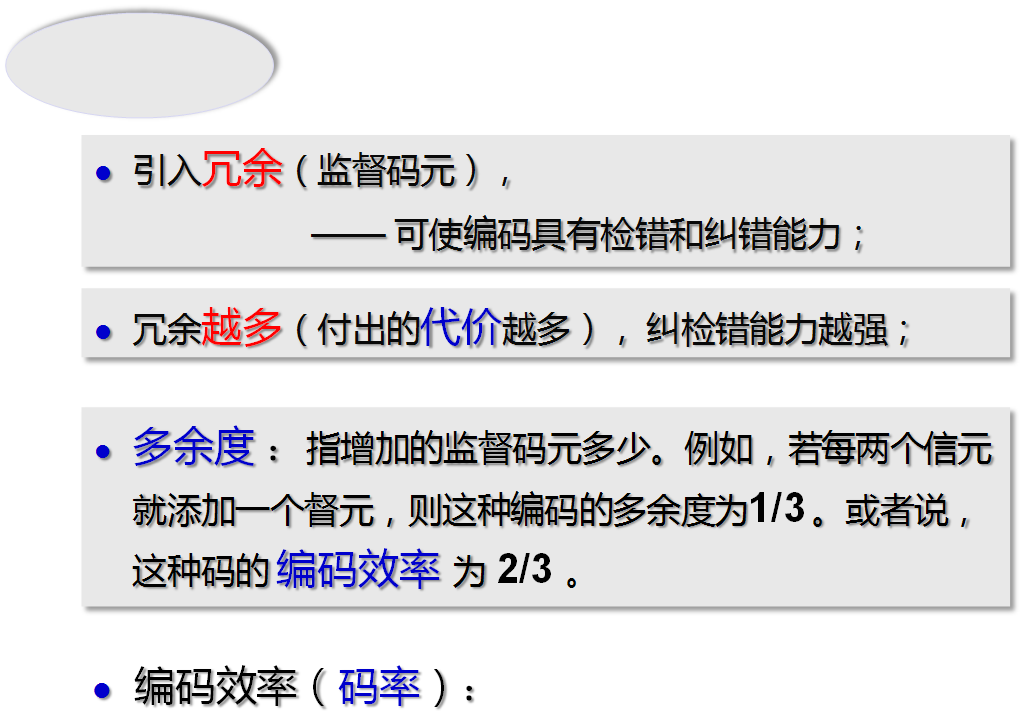 • 引入冗余（监督码元），
—— 可使编码具有检错和纠错能力；
• 冗余越多（付出的代价越多），纠检错能力越强；
• 多余度： 指增加的监督码元多少。例如，若每两个信元
就添加一个督元，则这种编码的多余度为1/3。或者说，
这种码的编码效率 为 2/3 。
• 编码效率（码率）：